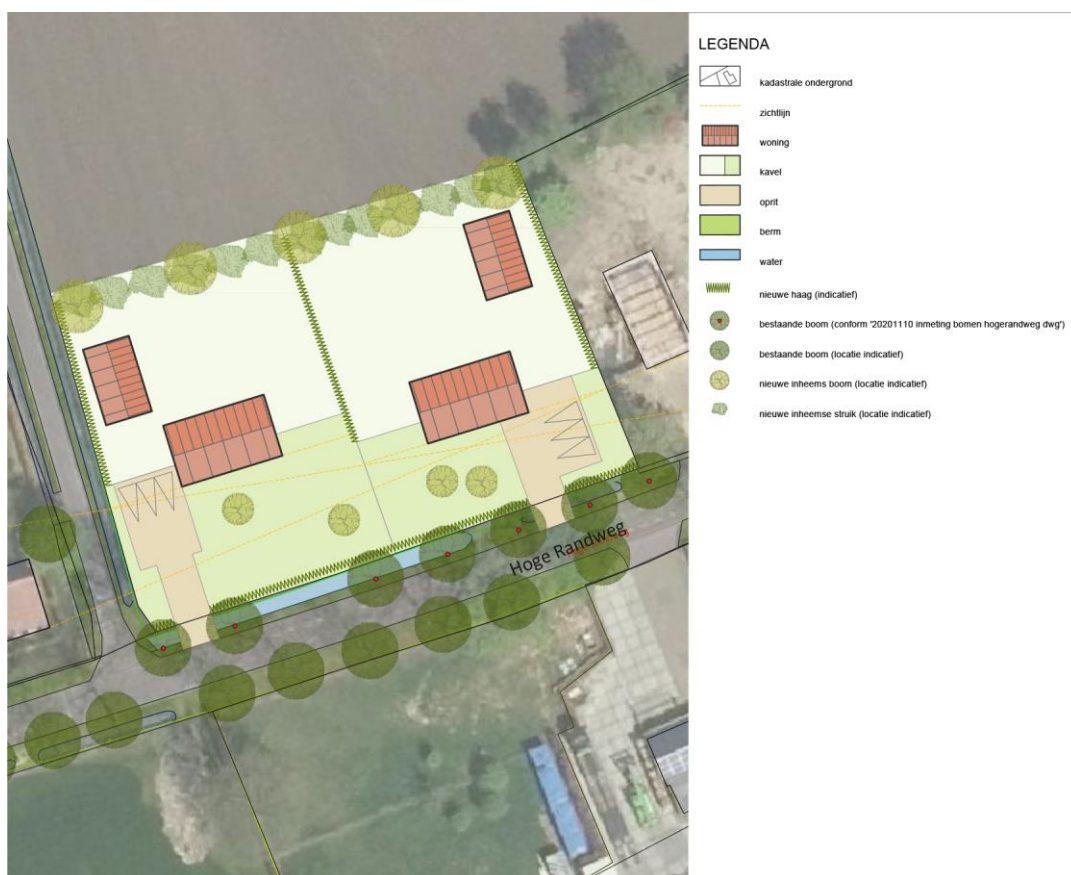 LEGENDA
kadastrale ondergrond
zichtlijn
woning
kavel
oprit
berm
water
nieuwe haag (indicatief)
bestaande boom (conform '20201110 inmeting bomen hogerandweg dwg')
bestaande boom (locatie indicatief)
nieuwe inheems boom (locatie indicatief)
nieuwe inheemse struik (locatie indicatief)
Hoge Randweg